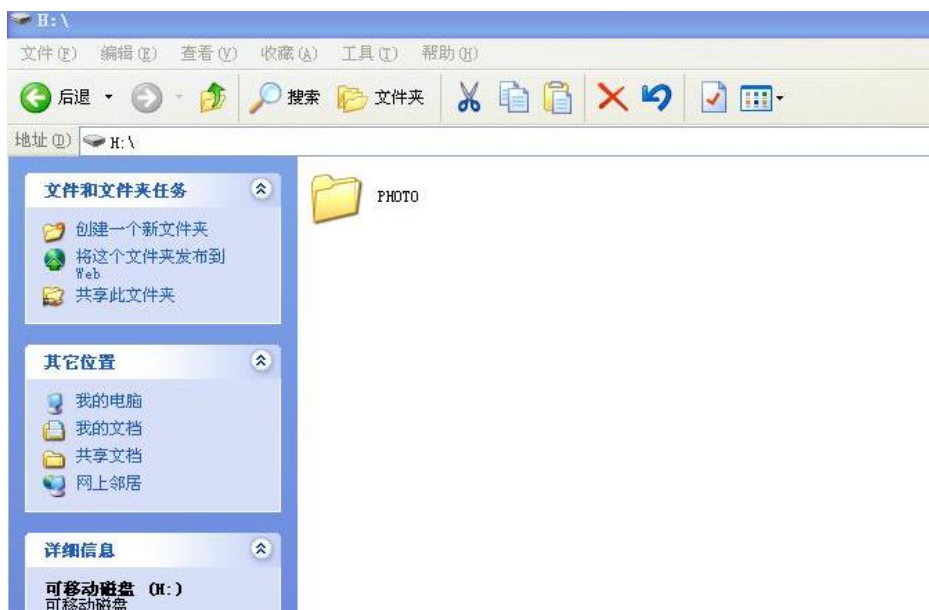 H:\
文件(F) 编辑(E) 查看(V) 收藏(A) 工具(T) 帮助(H)
后退 搜索 文件夹
地址(D) H:\
文件和文件夹任务
创建一个新文件夹
将这个文件夹发布到
Web
共享此文件夹
其它位置
我的电脑
我的文档
共享文档
网上邻居
详细信息
可移动磁盘 (H:)
可移动磁盘
PHOTO